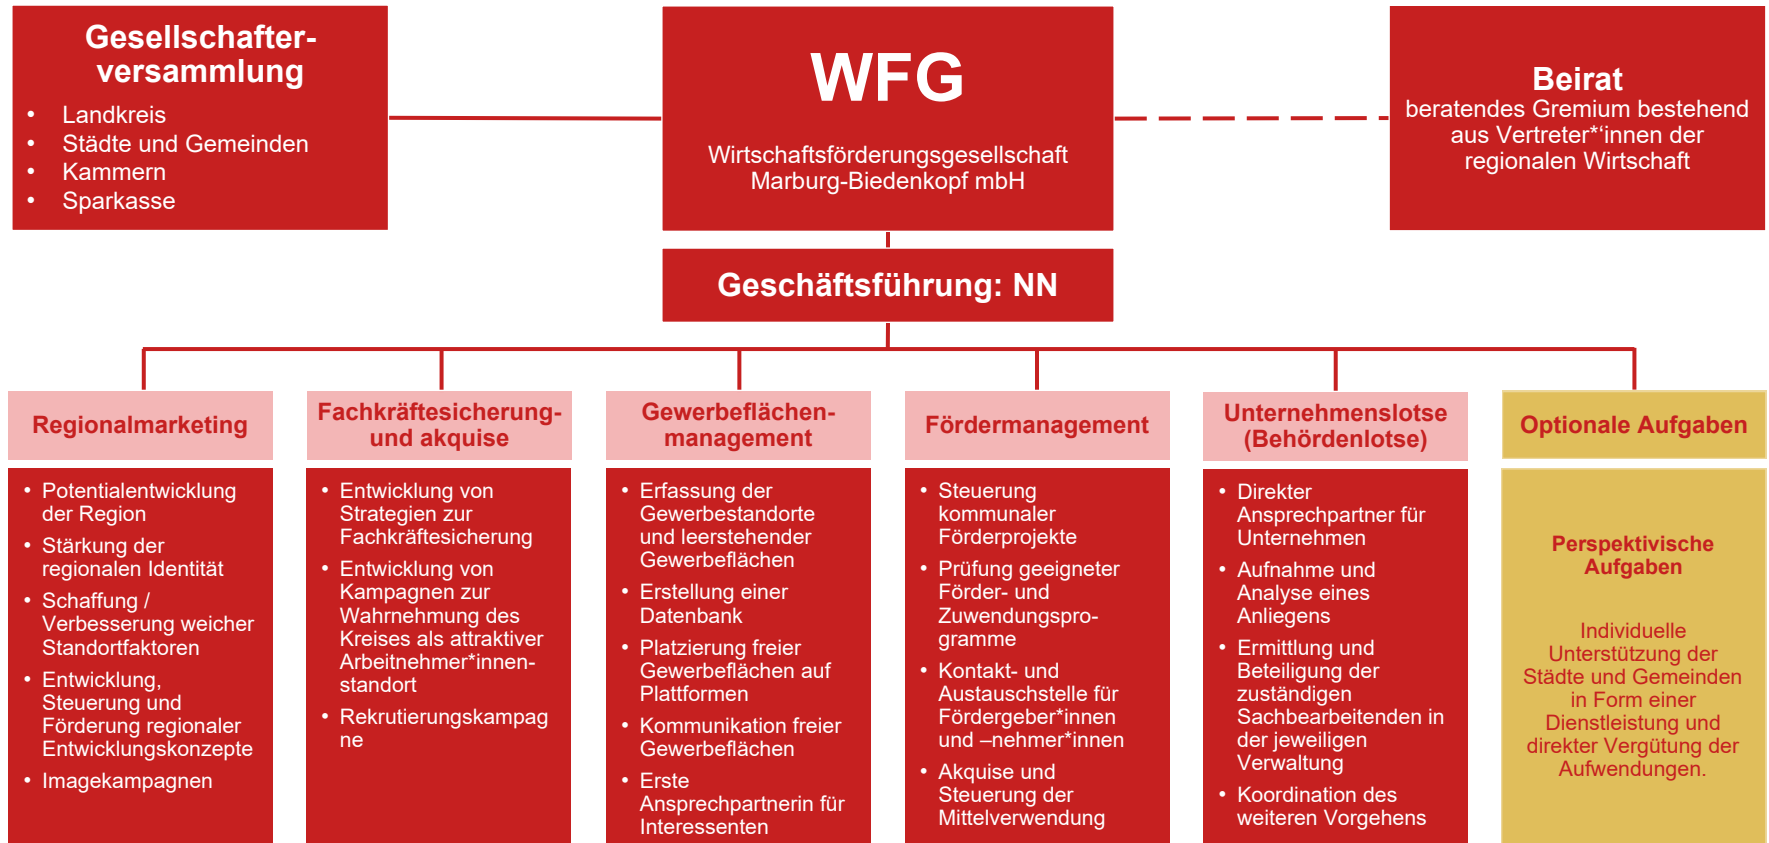 Gesellschafter-
versammlung
• Landkreis
• Städte und Gemeinden
• Kammern
• Sparkasse
WFG
Wirtschaftsförderungsgesellschaft
Marburg-Biedenkopf mbH
Beirat
beratendes Gremium bestehend
aus Vertreter*‘innen der
regionalen Wirtschaft
Geschäftsführung: NN
Regionalmarketing
• Potentialentwicklung
der Region
• Stärkung der
regionalen Identität
• Schaffung /
Verbesserung weicher
Standortfaktoren
• Entwicklung,
Steuerung und
Förderung regionaler
Entwicklungskonzepte
• Imagekampagnen
Fachkräftesicherung-
und akquise
• Entwicklung von
Strategien zur
Fachkräftesicherung
• Entwicklung von
Kampagnen zur
Wahrnehmung des
Kreises als attraktiver
Arbeitnehmer*innen-
standort
• Rekrutierungskampag
ne
Gewerbeflächen-
management
• Erfassung der
Gewerbestandorte
und leerstehender
Gewerbeflächen
• Erstellung einer
Datenbank
• Platzierung freier
Gewerbeflächen auf
Plattformen
• Kommunikation freier
Gewerbeflächen
• Erste
Ansprechpartnerin für
Interessenten
Fördermanagement
• Steuerung
kommunaler
Förderprojekte
• Prüfung geeigneter
Förder- und
Zuwendungspro-
gramme
• Kontakt- und
Austauschstelle für
Fördergeber*innen
und –nehmer*innen
• Akquise und
Steuerung der
Mittelverwendung
Unternehmenslotse
(Behördenlotse)
• Direkter
Ansprechpartner für
Unternehmen
• Aufnahme und
Analyse eines
Anliegens
• Ermittlung und
Beteiligung der
zuständigen
Sachbearbeitenden in
der jeweiligen
Verwaltung
• Koordination des
weiteren Vorgehens
Optionale Aufgaben
Perspektivische
Aufgaben
Individuelle
Unterstützung der
Städte und Gemeinden
in Form einer
Dienstleistung und
direkter Vergütung der
Aufwendungen.